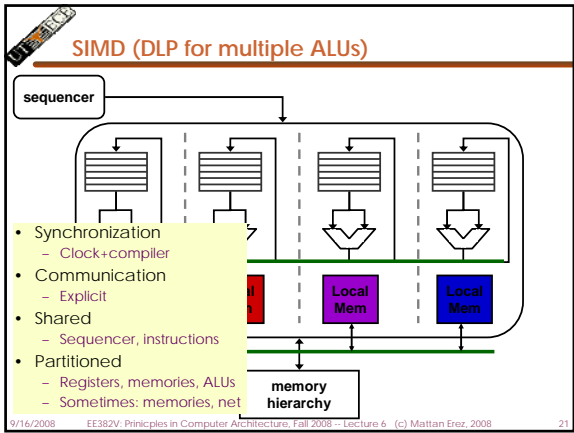 UT ECE
SIMD (DLP for multiple ALUs)
sequencer
• Synchronization
– Clock+compiler
• Communication
– Explicit
• Shared
– Sequencer, instructions
• Partitioned
– Registers, memories, ALUs
– Sometimes: memories, net
Local
Mem
Local
Mem
memory
hierarchy
9/16/2008
EE382V: Prinicples in Computer Architecture, Fall 2008 -- Lecture 6 (c) Mattan Erez, 2008
21